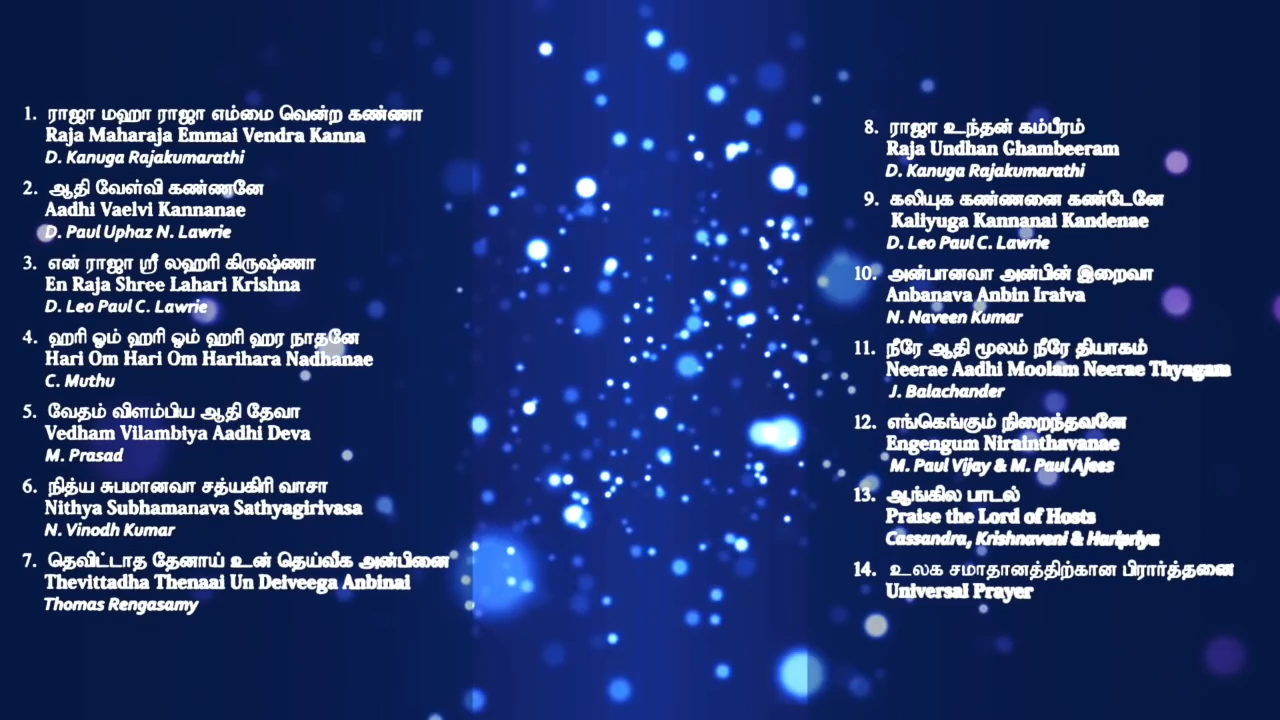 1. ராஜா மஹா ராஜா எம்மை வென்ற கண்ணா
Raja Maharaja Emmai Vendra Kanna
D. Kanuga Rajakumarathi
2. ஆதி வேள்வி கண்ணனே
Aadhi Vaelvi Kannanae
D. Paul Uphaz N. Lawrie
3. என் ராஜா ஸ்ரீ லஹரி கிருஷ்ணா
En Raja Shree Lahari Krishna
D. Leo Paul C. Lawrie
4. ஹரி ஓம் ஹரி ஓம் ஹரி ஹர நாதனே
Hari Om Hari Om Harihara Nadhanae
C. Muthu
5. வேதம் விளம்பிய ஆதி தேவா
Vedham Vilambiya Aadhi Deva
M. Prasad
6. நித்ய சுபமானவா சத்யகிரி வாசா
Nithya Subhamanava Sathyagirivasa
N. Vinodh Kumar
7. தெவிட்டாத தேனாய் உன் தெய்வீக அன்பினை
Thevittadha Thenaai Un Deiveega Anbinai
Thomas Rengasamy
8. ராஜா உந்தன் கம்பீரம்
Raja Undhan Ghambeeram
D. Kanuga Rajakumarathi
9. கலியுக கண்ணனை கண்டேனே
Kaliyuga Kannanai Kandenae
D. Leo Paul C. Lawrie
10. அன்பானவா அன்பின் இறைவா
Anbanava Anbin Iraiva
N. Naveen Kumar
11. நீரே ஆதி மூலம் நீரே தியாகம்
Neerae Aadhi Moolam Neerae Thyagam
J. Balachander
12. எங்கெங்கும் நிறைந்தவனே
Engengum Nirainthavanae
M. Paul Vijay & M. Paul Ajees
13. ஆங்கில பாடல்
Praise the Lord of Hosts
Cassandra, Krishnaveni & Haripriya
14. உலக சமாதானத்திற்கான பிரார்த்தனை
Universal Prayer